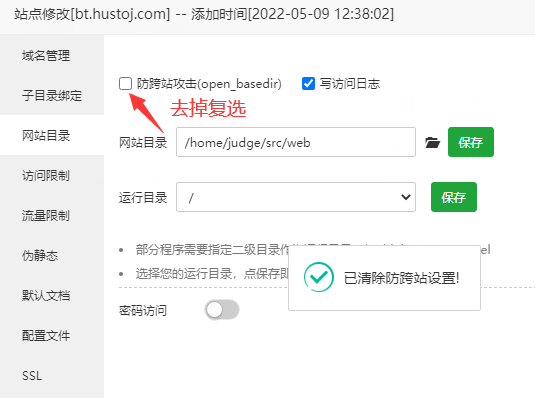 站点修改[bt.hustoj.com] -- 添加时间[2022-05-09 12:38:02]
域名管理
子目录绑定
网站目录
访问限制
流量限制
伪静态
默认文档
配置文件
SSL
防跨站攻击(open_basedir)
写访问日志
去掉复选
网站目录
/home/judge/src/web
保存
运行目录
/
保存
部分程序需要指定二级目录作
选择您的运行目录，点保存即
已清除防跨站设置!
密码访问